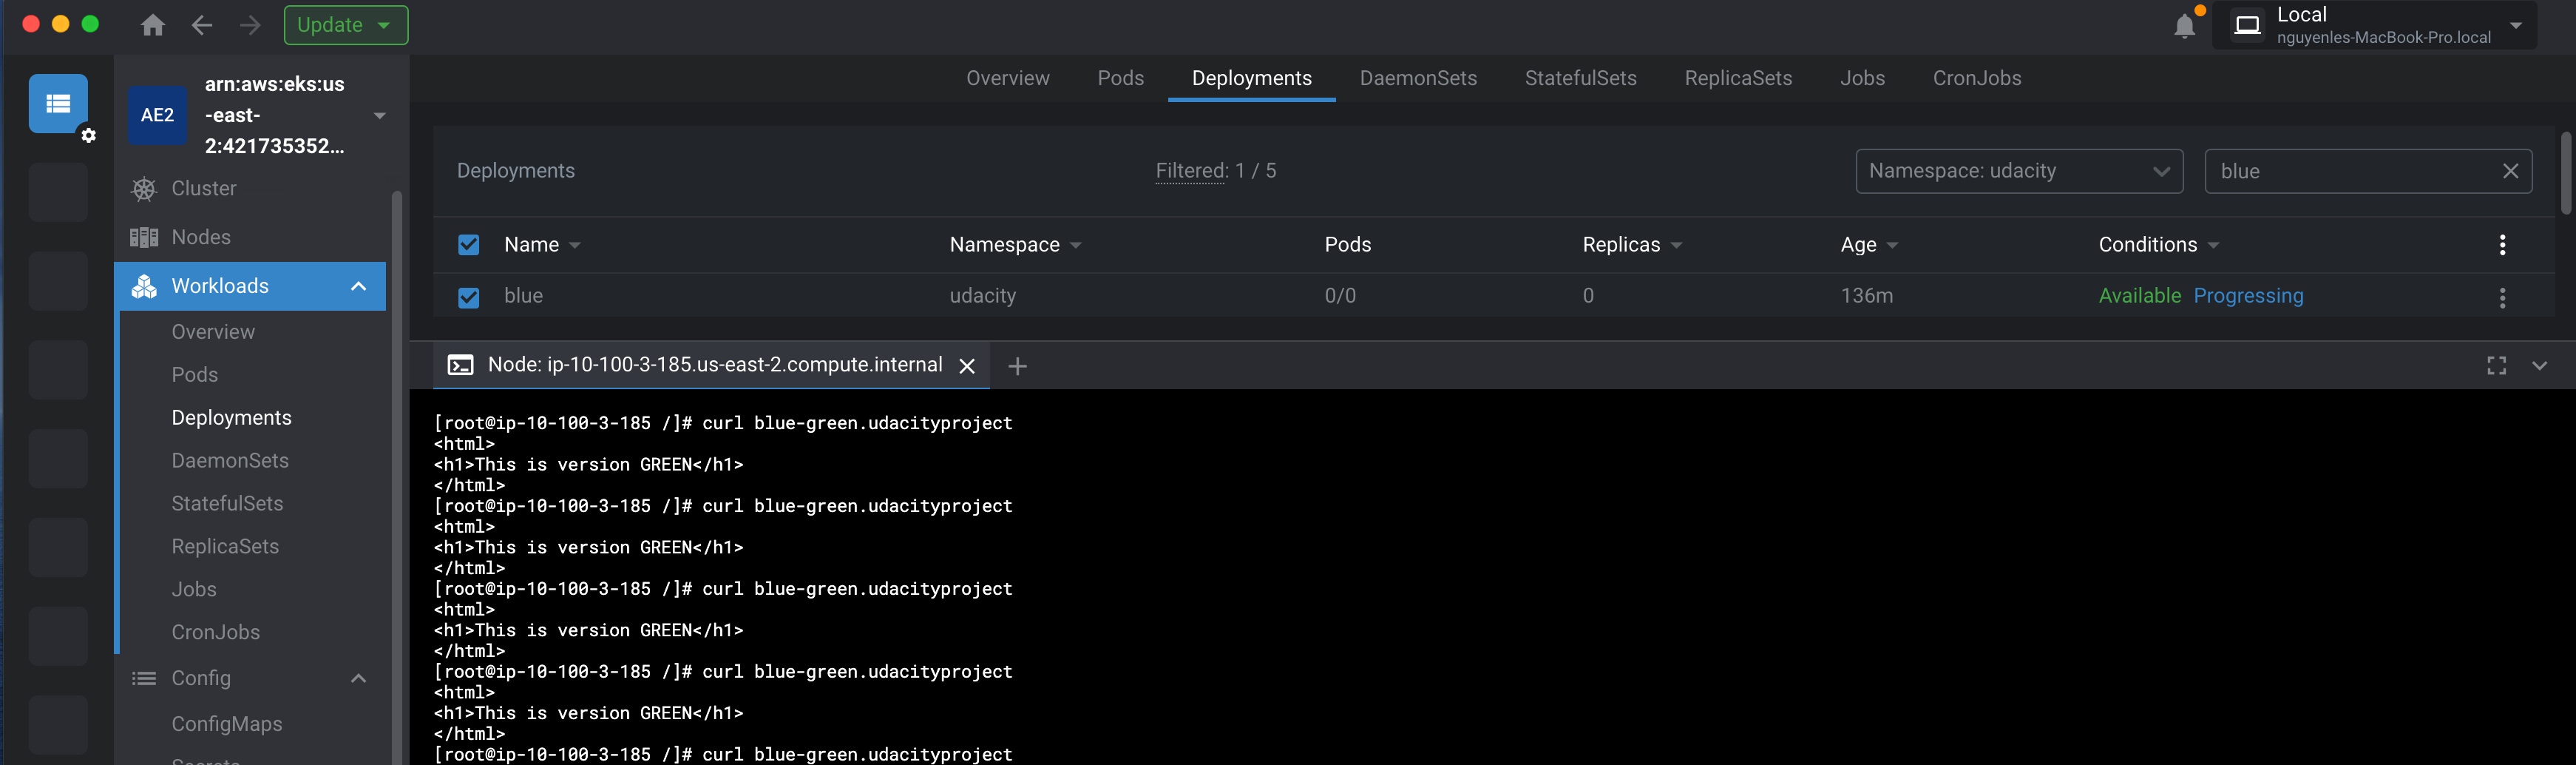 Update
Local
nguyenles-MacBook-Pro.local
AE2
arn:aws:eks:us
-east-
2:421735352...
Cluster
Nodes
Workloads
Overview
Pods
Deployments
DaemonSets
StatefulSets
ReplicaSets
Jobs
CronJobs
Config
ConfigMaps
Secrets
Overview Pods Deployments DaemonSets StatefulSets ReplicaSets Jobs CronJobs
Deployments Filtered: 1 / 5 Namespace: udacity blue
Name Namespace Pods Replicas Age Conditions
blue udacity 0/0 0 136m Available Progressing
Node: ip-10-100-3-185.us-east-2.compute.internal
[root@ip-10-100-3-185 /]# curl blue-green.udacityproject
<html>
<h1>This is version GREEN</h1>
</html>
[root@ip-10-100-3-185 /]# curl blue-green.udacityproject
<html>
<h1>This is version GREEN</h1>
</html>
[root@ip-10-100-3-185 /]# curl blue-green.udacityproject
<html>
<h1>This is version GREEN</h1>
</html>
[root@ip-10-100-3-185 /]# curl blue-green.udacityproject
<html>
<h1>This is version GREEN</h1>
</html>
[root@ip-10-100-3-185 /]# curl blue-green.udacityproject